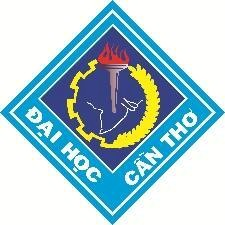 ĐẠI HỌC
CẦN THƠ